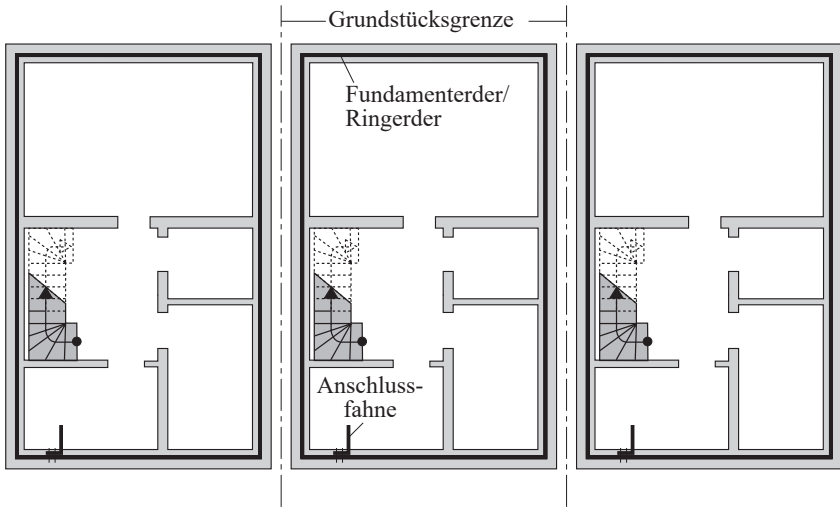 Grundstücksgrenze
Fundamenterder/
Ringerder
Anschluss-
fahne